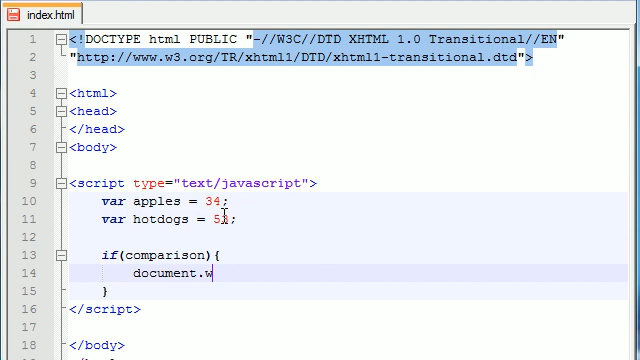 index.html
1 <!DOCTYPE html PUBLIC "-//W3C//DTD XHTML 1.0 Transitional//EN"
2 "http://www.w3.org/TR/xhtml1/DTD/xhtml1-transitional.dtd">
3
4 <html>
5 <head>
6 </head>
7 <body>
8
9 <script type="text/javascript">
10 var apples = 34;
11 var hotdogs =
12
13 if(comparison){
14 document.w
15 }
16 </script>
17
18 </body>